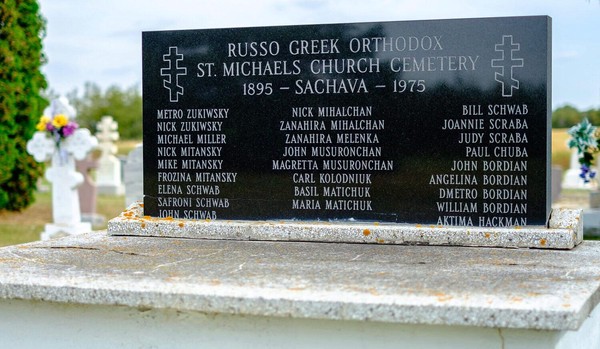 RUSSO GREEK ORTHODOX
ST. MICHAELS CHURCH CEMETERY
1895 – SACHAVA – 1975
METRO ZUKIWSKY
NICK ZUKIWSKY
MICHAEL MILLER
NICK MITANSKY
MIKE MITANSKY
FROZINA MITANSKY
ELENA SCHWAB
SAFRONI SCHWAB
JOHN SCHWAB
NICK MIHALCHAN
ZANAHIRA MIHALCHAN
ZANAHIRA MELENKA
JOHN MUSURONCHAN
MAGRETTA MUSURONCHAN
CARL KOLODNIUK
BASIL MATICHUK
MARIA MATICHUK
BILL SCHWAB
JOANNIE SCRABA
JUDY SCRABA
PAUL CHUBA
JOHN BORDIAN
ANGELINA BORDIAN
DMETRO BORDIAN
WILLIAM BORDIAN
AKTIMA HACKMAN